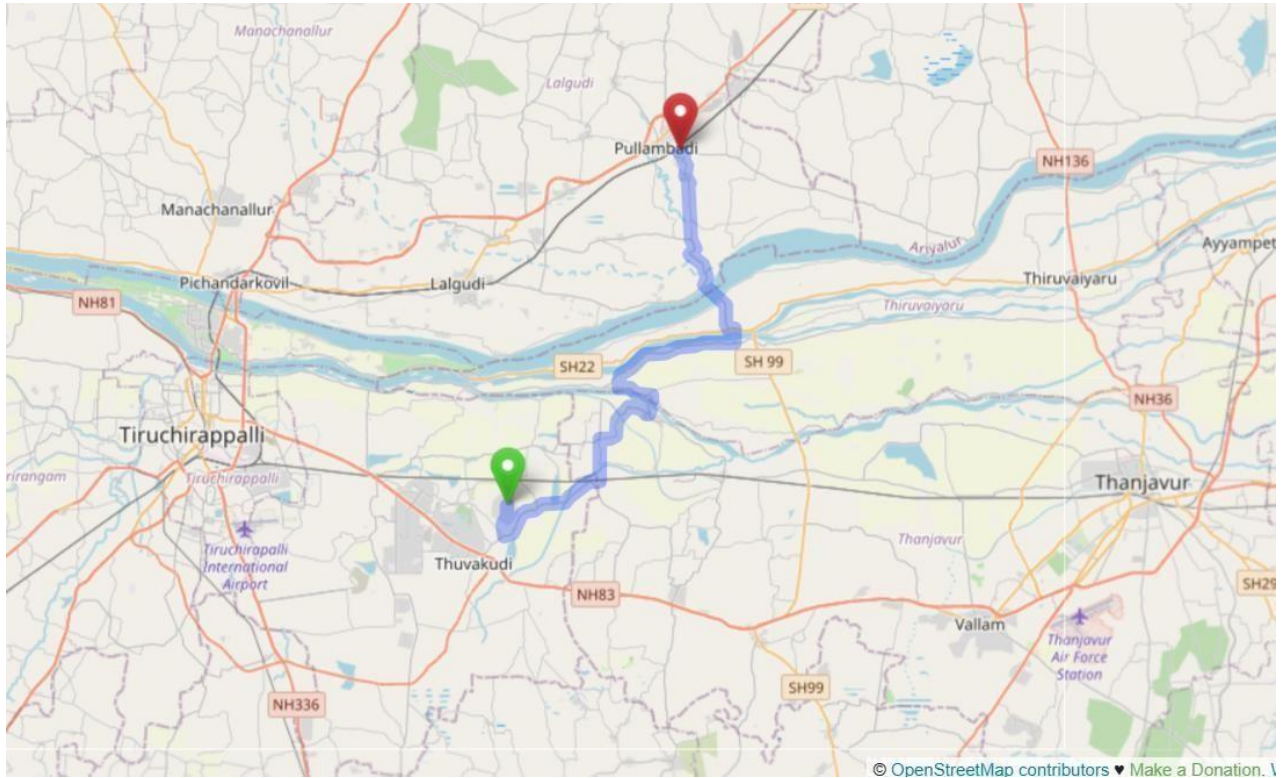 Manachanallur
Lalgudi
Pullambadi
NH136
Manachanallur
Ariyalur
Ayyampet
Pichandarkovil
Lalgudi
Thiruvaiyaru
NH81
Thiruvaiyaru
SH22
SH 99
NH36
Tiruchirappalli
rirangam
Tiruchirappalli
Thanjavur
Tiruchirapalli
International
Airport
Thanjavur
Thuvakudi
NH83
SH29
Vallam
Thanjavur
Air Force
Station
SH99
NH336
© OpenStreetMap contributors ♥ Make a Donation. W